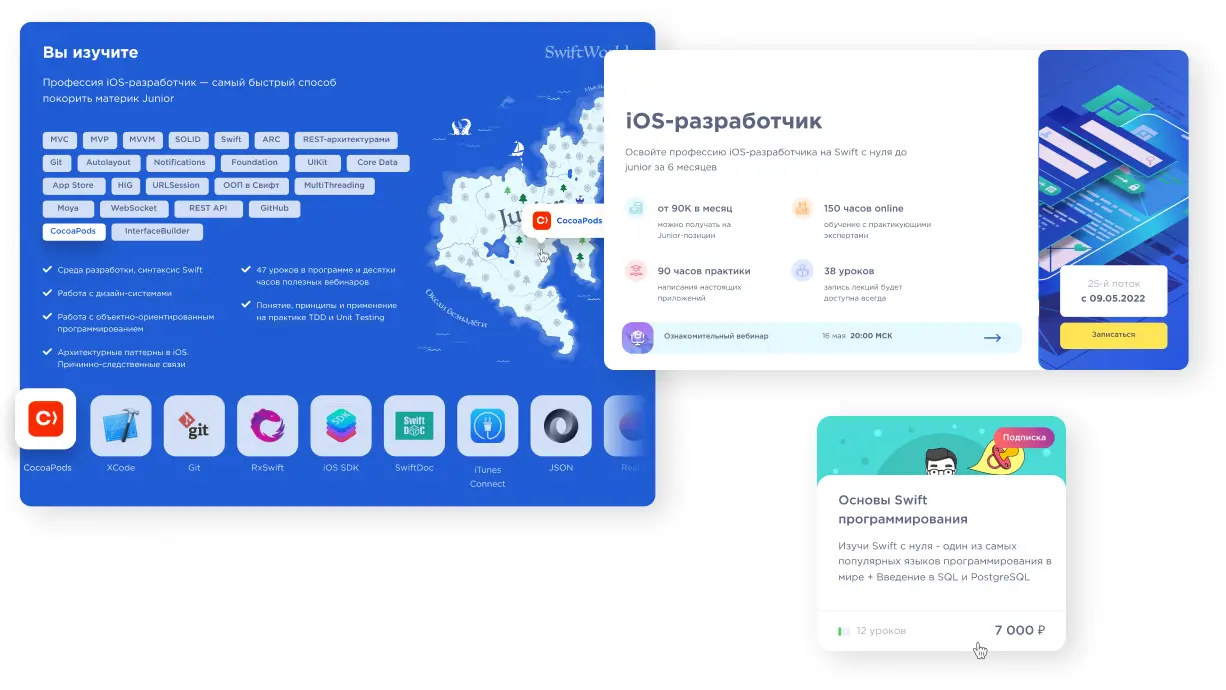 Вы изучите
SwiftWorld
Профессия iOS-разработчик — самый быстрый способ
покорить материк Junior
MVC MVP MVVM SOLID Swift ARC REST-архитектурами
Git Autolayout Notifications Foundation UIKit Core Data
App Store HIG URLSession ООП в Свифт MultiThreading
Moya WebSocket REST API GitHub
CocoaPods InterfaceBuilder
Среда разработки, синтаксис Swift
Работа с дизайн-системами
Работа с объектно-ориентированным
программированием
Архитектурные паттерны в iOS.
Причинно-следственные связи
47 уроков в программе и десятки
часов полезных вебинаров
Понятие, принципы и применение
на практике TDD и Unit Testing
CocoaPods
Океан безнадёги
git
SDK
Swift
DOC
CocoaPods XCode Git RxSwift iOS SDK SwiftDoc iTunes
Connect
JSON
iOS-разработчик
Освойте профессию iOS-разработчика на Swift с нуля до
junior за 6 месяцев
от 90К в месяц
можно получать на
Junior-позиции
150 часов online
обучение с практикующими
экспертами
90 часов практики
написания настоящих
приложений
38 уроков
запись лекций будет
доступна всегда
Ознакомительный вебинар 16 мая 20:00 МСК
25-й поток
с 09.05.2022
Записаться
Подписка
Основы Swift
программирования
Изучи Swift с нуля - один из самых
популярных языков программирования в
мире + Введение в SQL и PostgreSQL
12 уроков 7 000 ₽